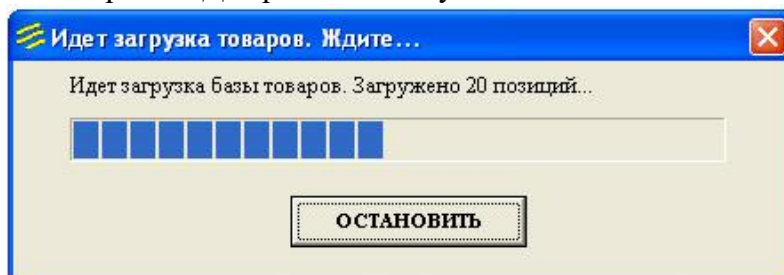 Идет загрузка товаров. Ждите...
Идет загрузка базы товаров. Загружено 20 позиций...
ОСТАНОВИТЬ